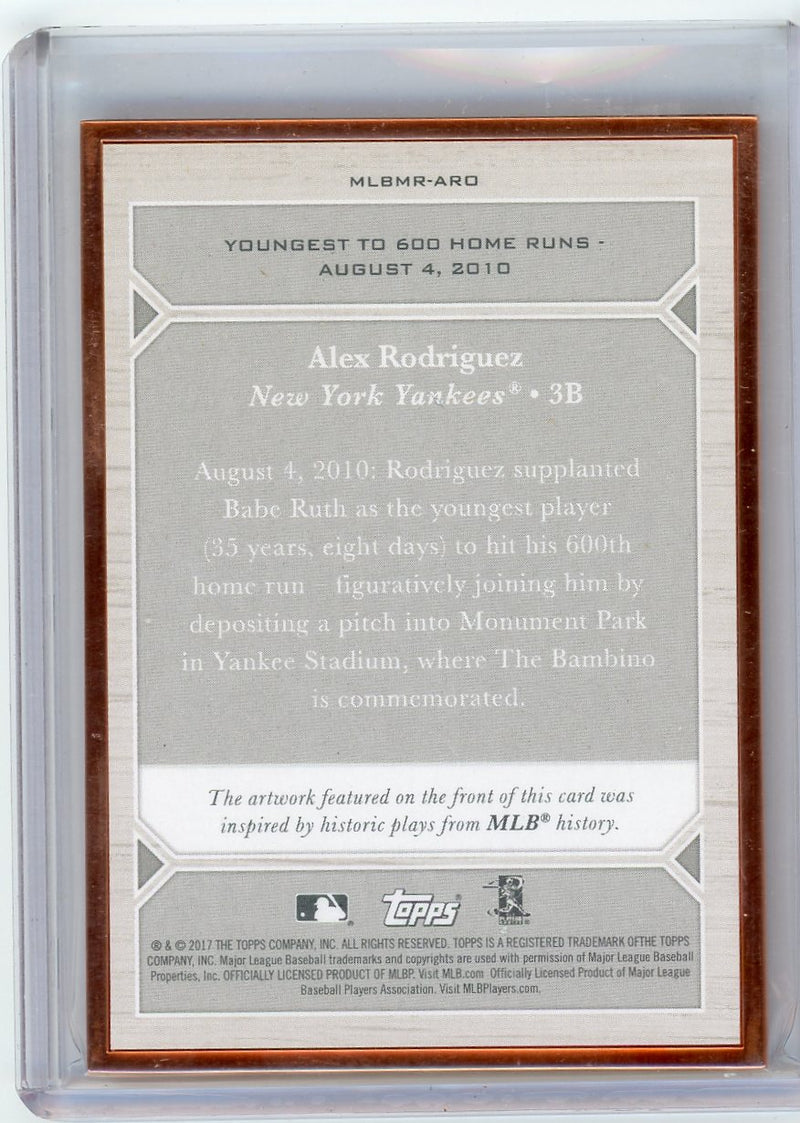 MLBMR-ARO
YOUNGEST TO 600 HOME RUNS -
AUGUST 4, 2010
Alex Rodriguez
New York Yankees® • 3B
August 4, 2010: Rodriguez supplanted
Babe Ruth as the youngest player
(35 years, eight days) to hit his 600th
home run figuratively joining him by
depositing a pitch into Monument Park
in Yankee Stadium, where The Bambino
is commemorated.
The artwork featured on the front of this card was
inspired by historic plays from MLB® history.
topps
® & © 2017 THE TOPPS COMPANY, INC. ALL RIGHTS RESERVED. TOPPS IS A REGISTERED TRADEMARK OFTHE TOPPS
COMPANY, INC. Major League Baseball trademarks and copyrights are used with permission of Major League Baseball
Properties, Inc. OFFICIALLY LICENSED PRODUCT OF MLBP. Visit MLB.com Officially Licensed Product of Major League
Baseball Players Association. Visit MLBPlayers.com.